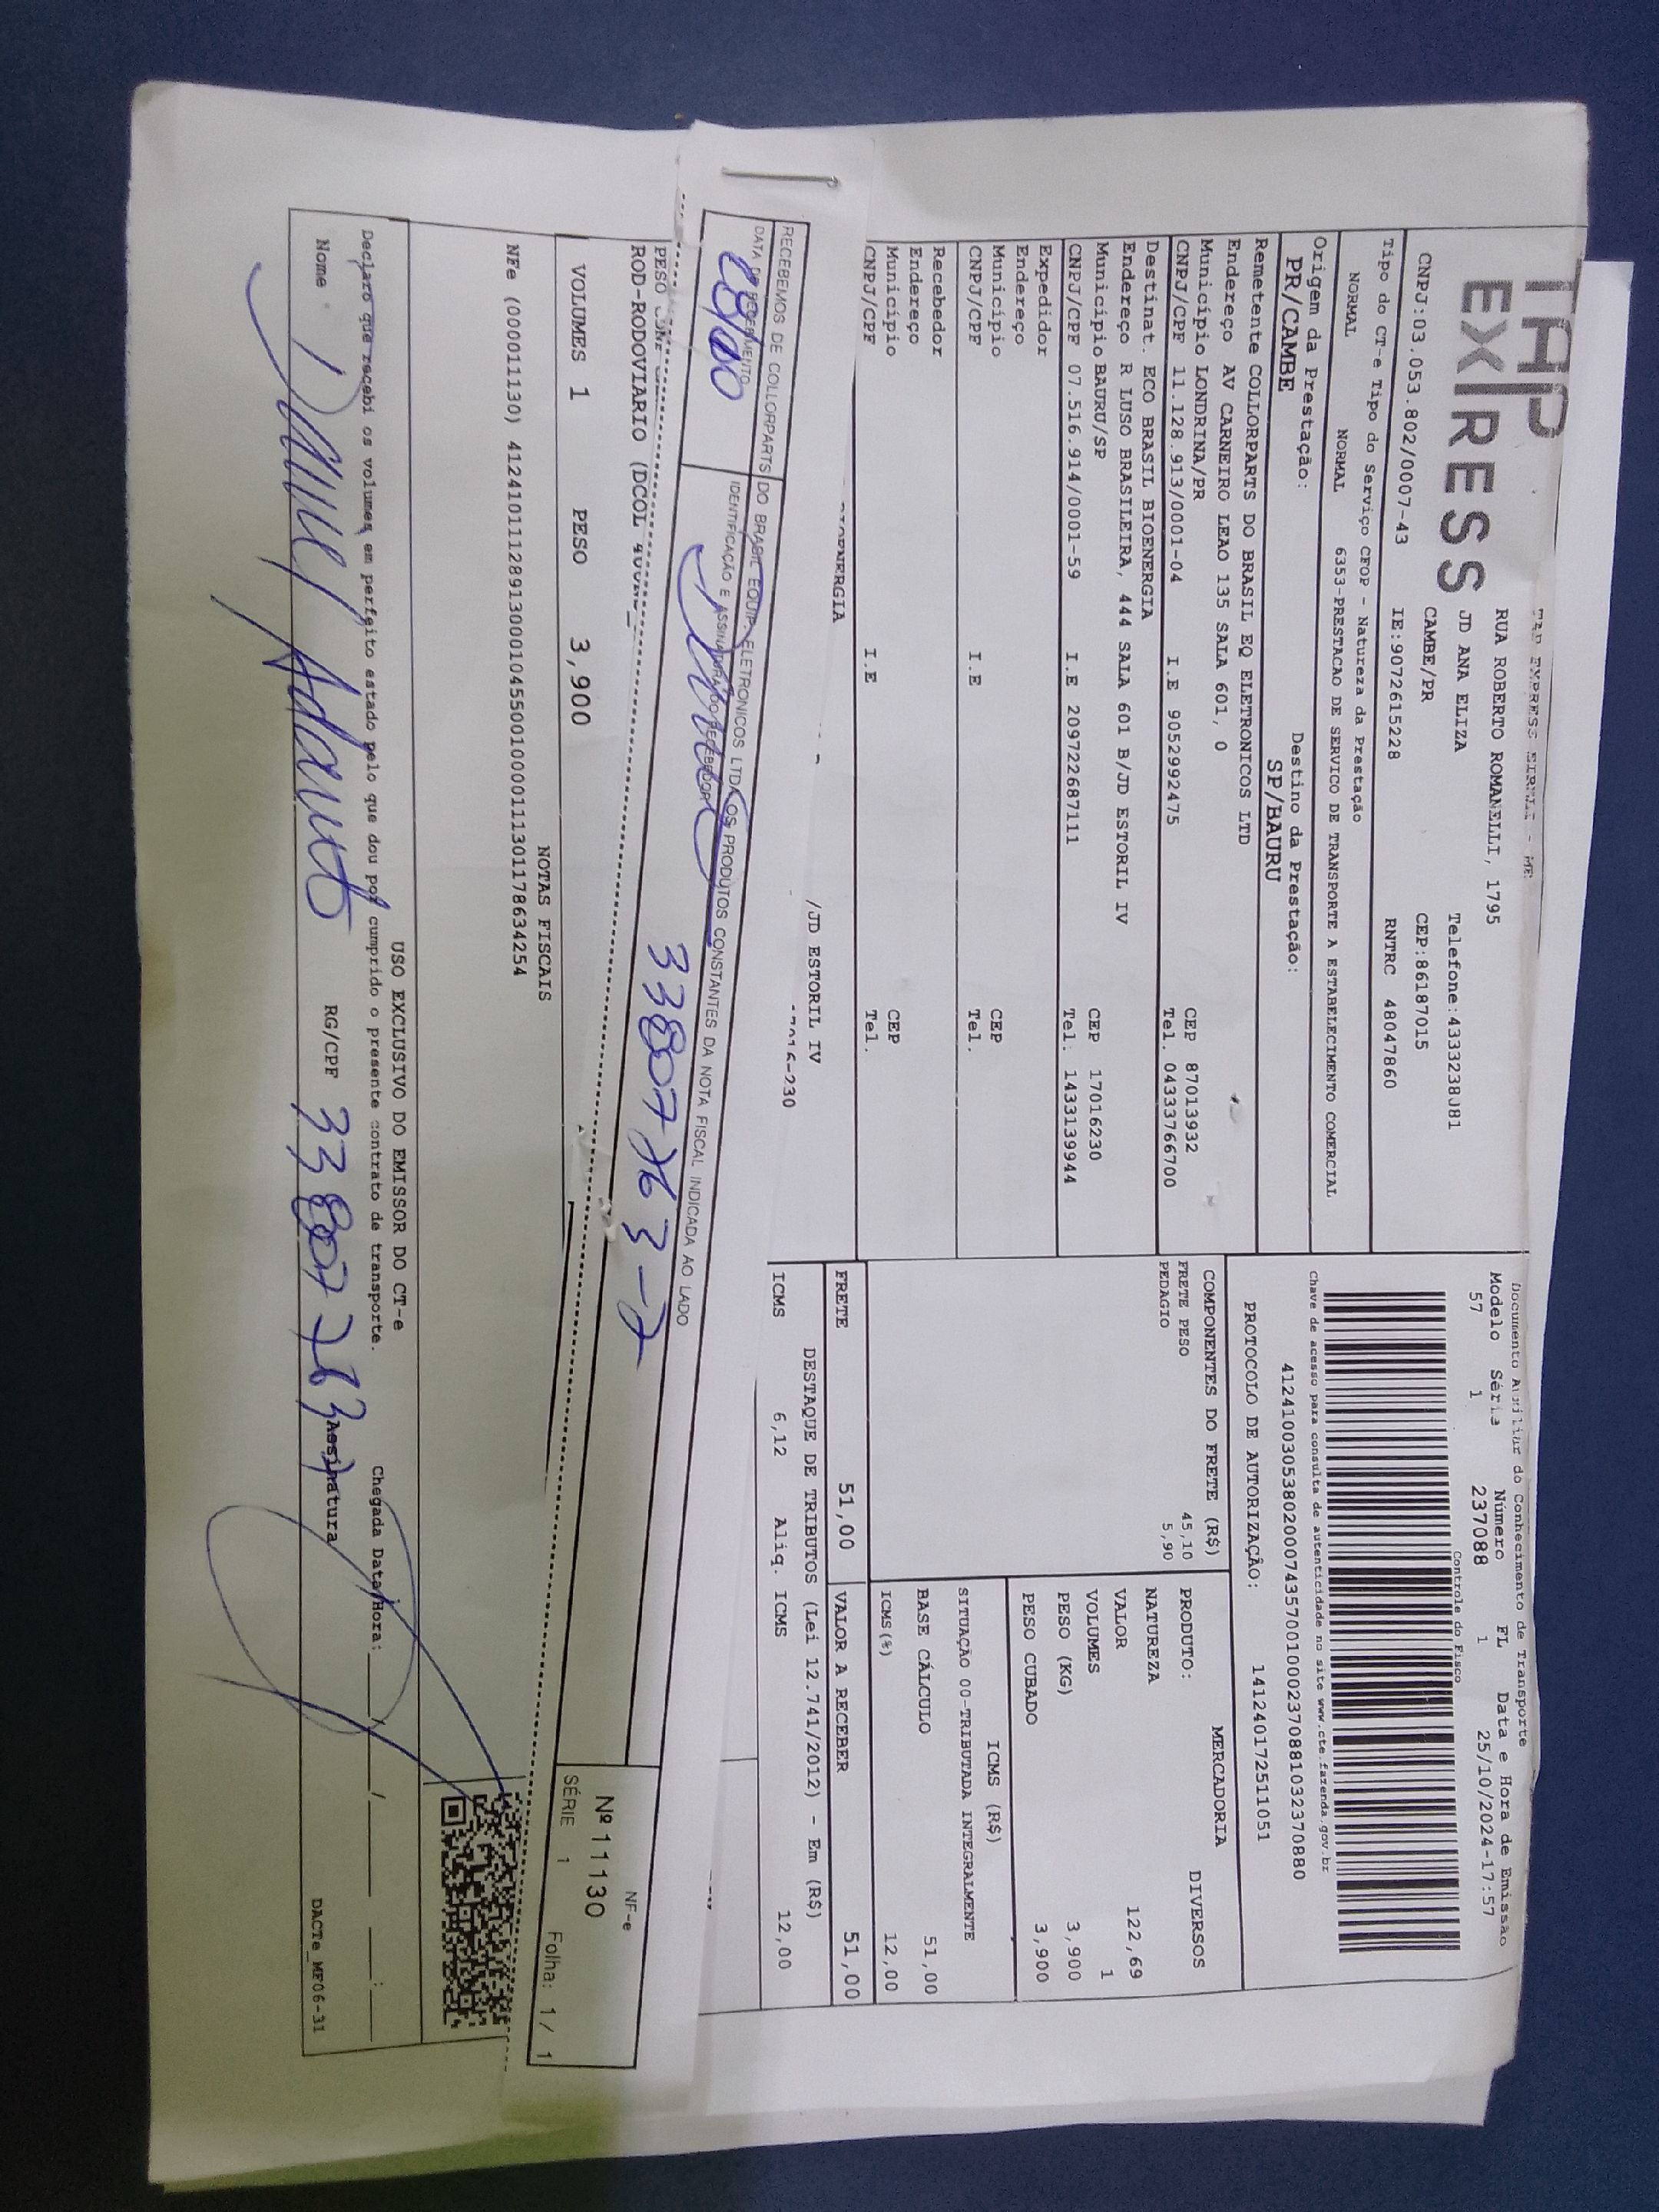 TAP
EXPRESS
TAP EXPRESS EIRELI - ME
RUA ROBERTO ROMANELLI, 1795
JD ANA ELIZA
Telefone:4333238J81
CAMBE/PR
CEP:86187015
CNPJ:03.053.802/0007-43
IE:9072615228
RNTRC 48047860
Documento Auxiliar do Conhecimento de Transporte
Modelo Série Número FL Data e Hora de Emissão
57 1 237088 1 25/10/2024-17:57
Controle do Fisco
Tipo do CT-e Tipo do Serviço CFOP - Natureza da Prestação
NORMAL NORMAL 6353-PRESTACAO DE SERVICO DE TRANSPORTE A ESTABELECIMENTO COMERCIAL
Chave de acesso para consulta de autenticidade no site www.cte.fazenda.gov.br
41241003053802000743570010002370881032370880
Origem da Prestação: Destino da Prestação:
PR/CAMBE SP/BAURU
PROTOCOLO DE AUTORIZAÇÃO: 141240172511051
Remetente COLLORPARTS DO BRASIL EQ ELETRONICOS LTD
Endereço AV CARNEIRO LEAO 135 SALA 601, 0
Município LONDRINA/PR CEP 87013932
CNPJ/CPF 11.128.913/0001-04 I.E 9052992475 Tel. 04333766700
Destinat. ECO BRASIL BIOENERGIA
Endereço R LUSO BRASILEIRA, 444 SALA 601 B/JD ESTORIL IV
Município BAURU/SP CEP 17016230
CNPJ/CPF 07.516.914/0001-59 I.E 209722687111 Tel. 1433139944
Expedidor
Endereço
Município CEP
CNPJ/CPF I.E Tel.
Recebedor
Endereço
Município CEP
CNPJ/CPF I.E Tel.
COMPONENTES DO FRETE (R$)
FRETE PESO 45,10
PEDAGIO 5,90
MERCADORIA
PRODUTO: DIVERSOS
NATUREZA
VALOR 122,69
VOLUMES 1
PESO (KG) 3,900
PESO CUBADO 3,900
ICMS (R$)
SITUAÇÃO 00-TRIBUTADA INTEGRALMENTE
BASE CÁLCULO 51,00
ICMS(%) 12,00
FRETE 51,00 VALOR A RECEBER 51,00
DESTAQUE DE TRIBUTOS (Lei 12.741/2012) - Em (R$)
ICMS 6,12 Aliq. ICMS 12,00
/JD ESTORIL IV
RECEBEMOS DE COLLORPARTS DO BRASIL EQUIP. ELETRONICOS LTDA OS PRODUTOS CONSTANTES DA NOTA FISCAL INDICADA AO LADO
DATA DE RECEBIMENTO
IDENTIFICAÇÃO E ASSINATURA DO RECEBEDOR
33807763-7
NF-e
Nº11130
SÉRIE 1 Folha: 1/ 1
ROD-RODOVIARIO (DCOL
VOLUMES 1 PESO 3,900
NOTAS FISCAIS
NFe (000011130) 41241011128913000104550010000111301178634254
USO EXCLUSIVO DO EMISSOR DO CT-e
Declaro que recebi os volumes em perfeito estado pelo que dou por cumprido o presente contrato de transporte.
Chegada Data/Hora: / / :
Nome RG/CPF 33807763 Assinatura
DACTe_MF06-31